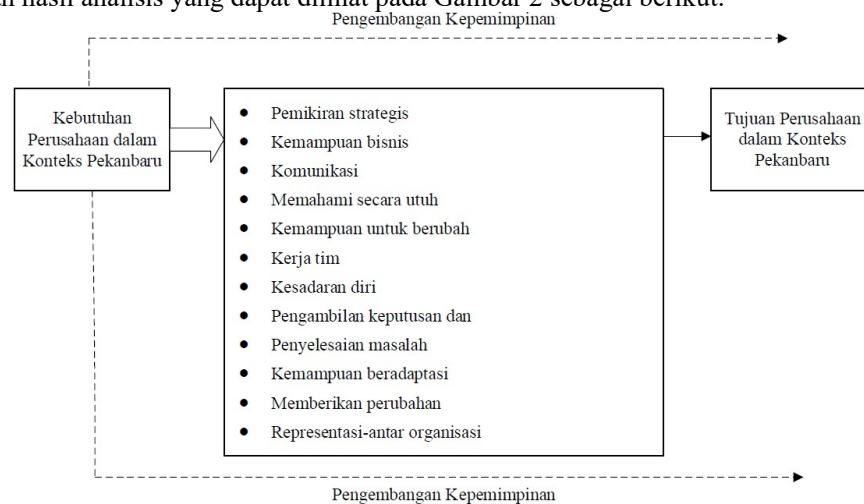 hasil analisis yang dapat dilihat pada Gambar 2 sebagai berikut.
Pengembangan Kepemimpinan
Kebutuhan
Perusahaan dalam
Konteks Pekanbaru
● Pemikiran strategis
● Kemampuan bisnis
● Komunikasi
● Memahami secara utuh
● Kemampuan untuk berubah
● Kerja tim
● Kesadaran diri
● Pengambilan keputusan dan
● Penyelesaian masalah
● Kemampuan beradaptasi
● Memberikan perubahan
● Representasi-antar organisasi
Tujuan Perusahaan
dalam Konteks
Pekanbaru
Pengembangan Kepemimpinan